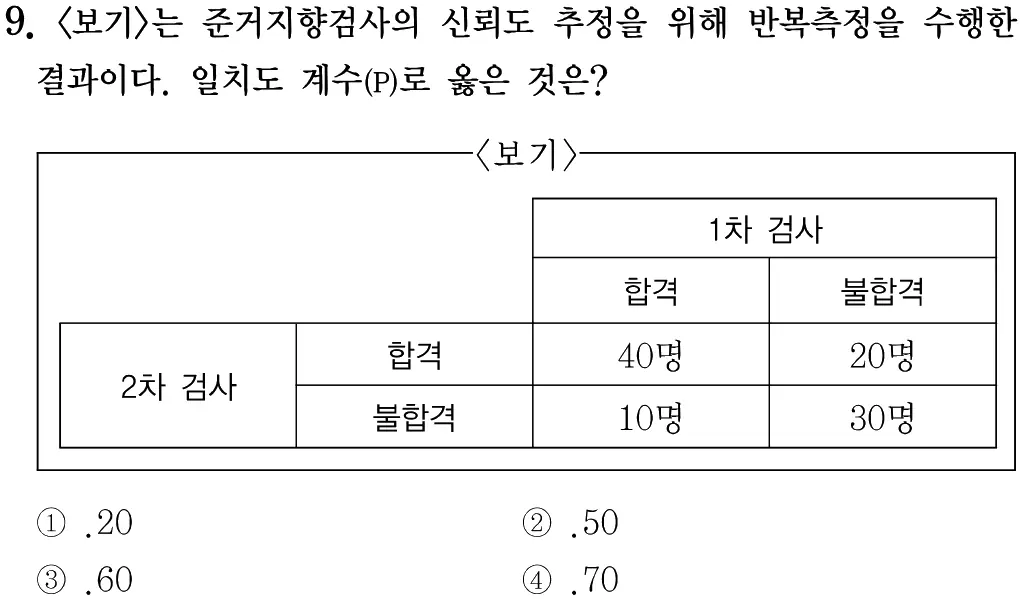 9. 〈보기〉는 준거지향검사의 신뢰도 추정을 위해 반복측정을 수행한
결과이다. 일치도 계수(P)로 옳은 것은?
〈보기〉
1차 검사
합격 불합격
2차 검사 합격 40명 20명
불합격 10명 30명
① .20 ② .50
③ .60 ④ .70